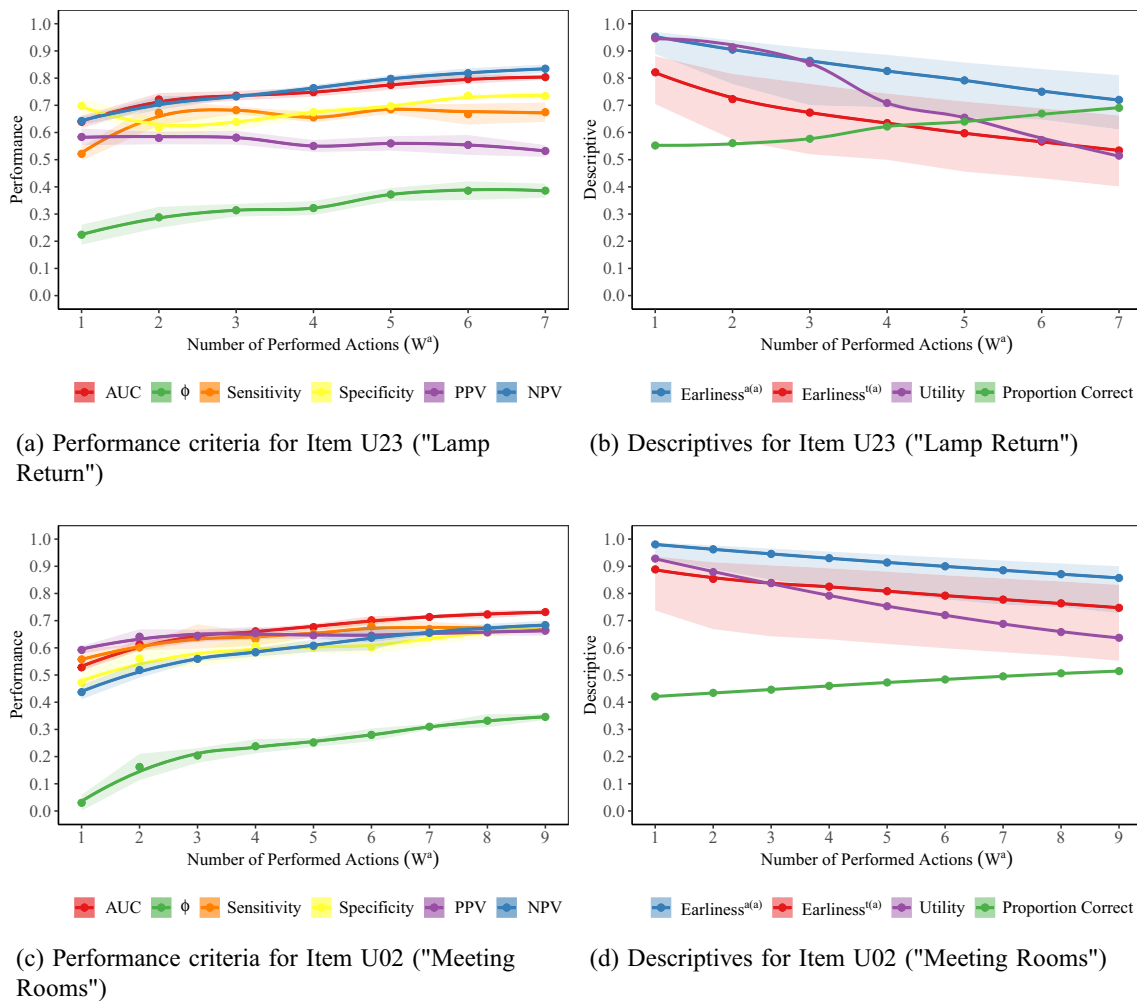 1.0
0.9
0.8
0.7
0.6
0.5
0.4
0.3
0.2
0.1
0.0
Performance
1 2 3 4 5 6 7
Number of Performed Actions (Wᵃ)
AUC ϕ Sensitivity Specificity PPV NPV
(a) Performance criteria for Item U23 ("Lamp
Return")
1.0
0.9
0.8
0.7
0.6
0.5
0.4
0.3
0.2
0.1
0.0
Descriptive
1 2 3 4 5 6 7
Number of Performed Actions (Wᵃ)
Earlinessᵃ⁽ᵃ⁾ Earlinessᵗ⁽ᵃ⁾ Utility Proportion Correct
(b) Descriptives for Item U23 ("Lamp Return")
1.0
0.9
0.8
0.7
0.6
0.5
0.4
0.3
0.2
0.1
0.0
Performance
1 2 3 4 5 6 7 8 9
Number of Performed Actions (Wᵃ)
AUC ϕ Sensitivity Specificity PPV NPV
(c) Performance criteria for Item U02 ("Meeting
Rooms")
1.0
0.9
0.8
0.7
0.6
0.5
0.4
0.3
0.2
0.1
0.0
Descriptive
1 2 3 4 5 6 7 8 9
Number of Performed Actions (Wᵃ)
Earlinessᵃ⁽ᵃ⁾ Earlinessᵗ⁽ᵃ⁾ Utility Proportion Correct
(d) Descriptives for Item U02 ("Meeting Rooms")